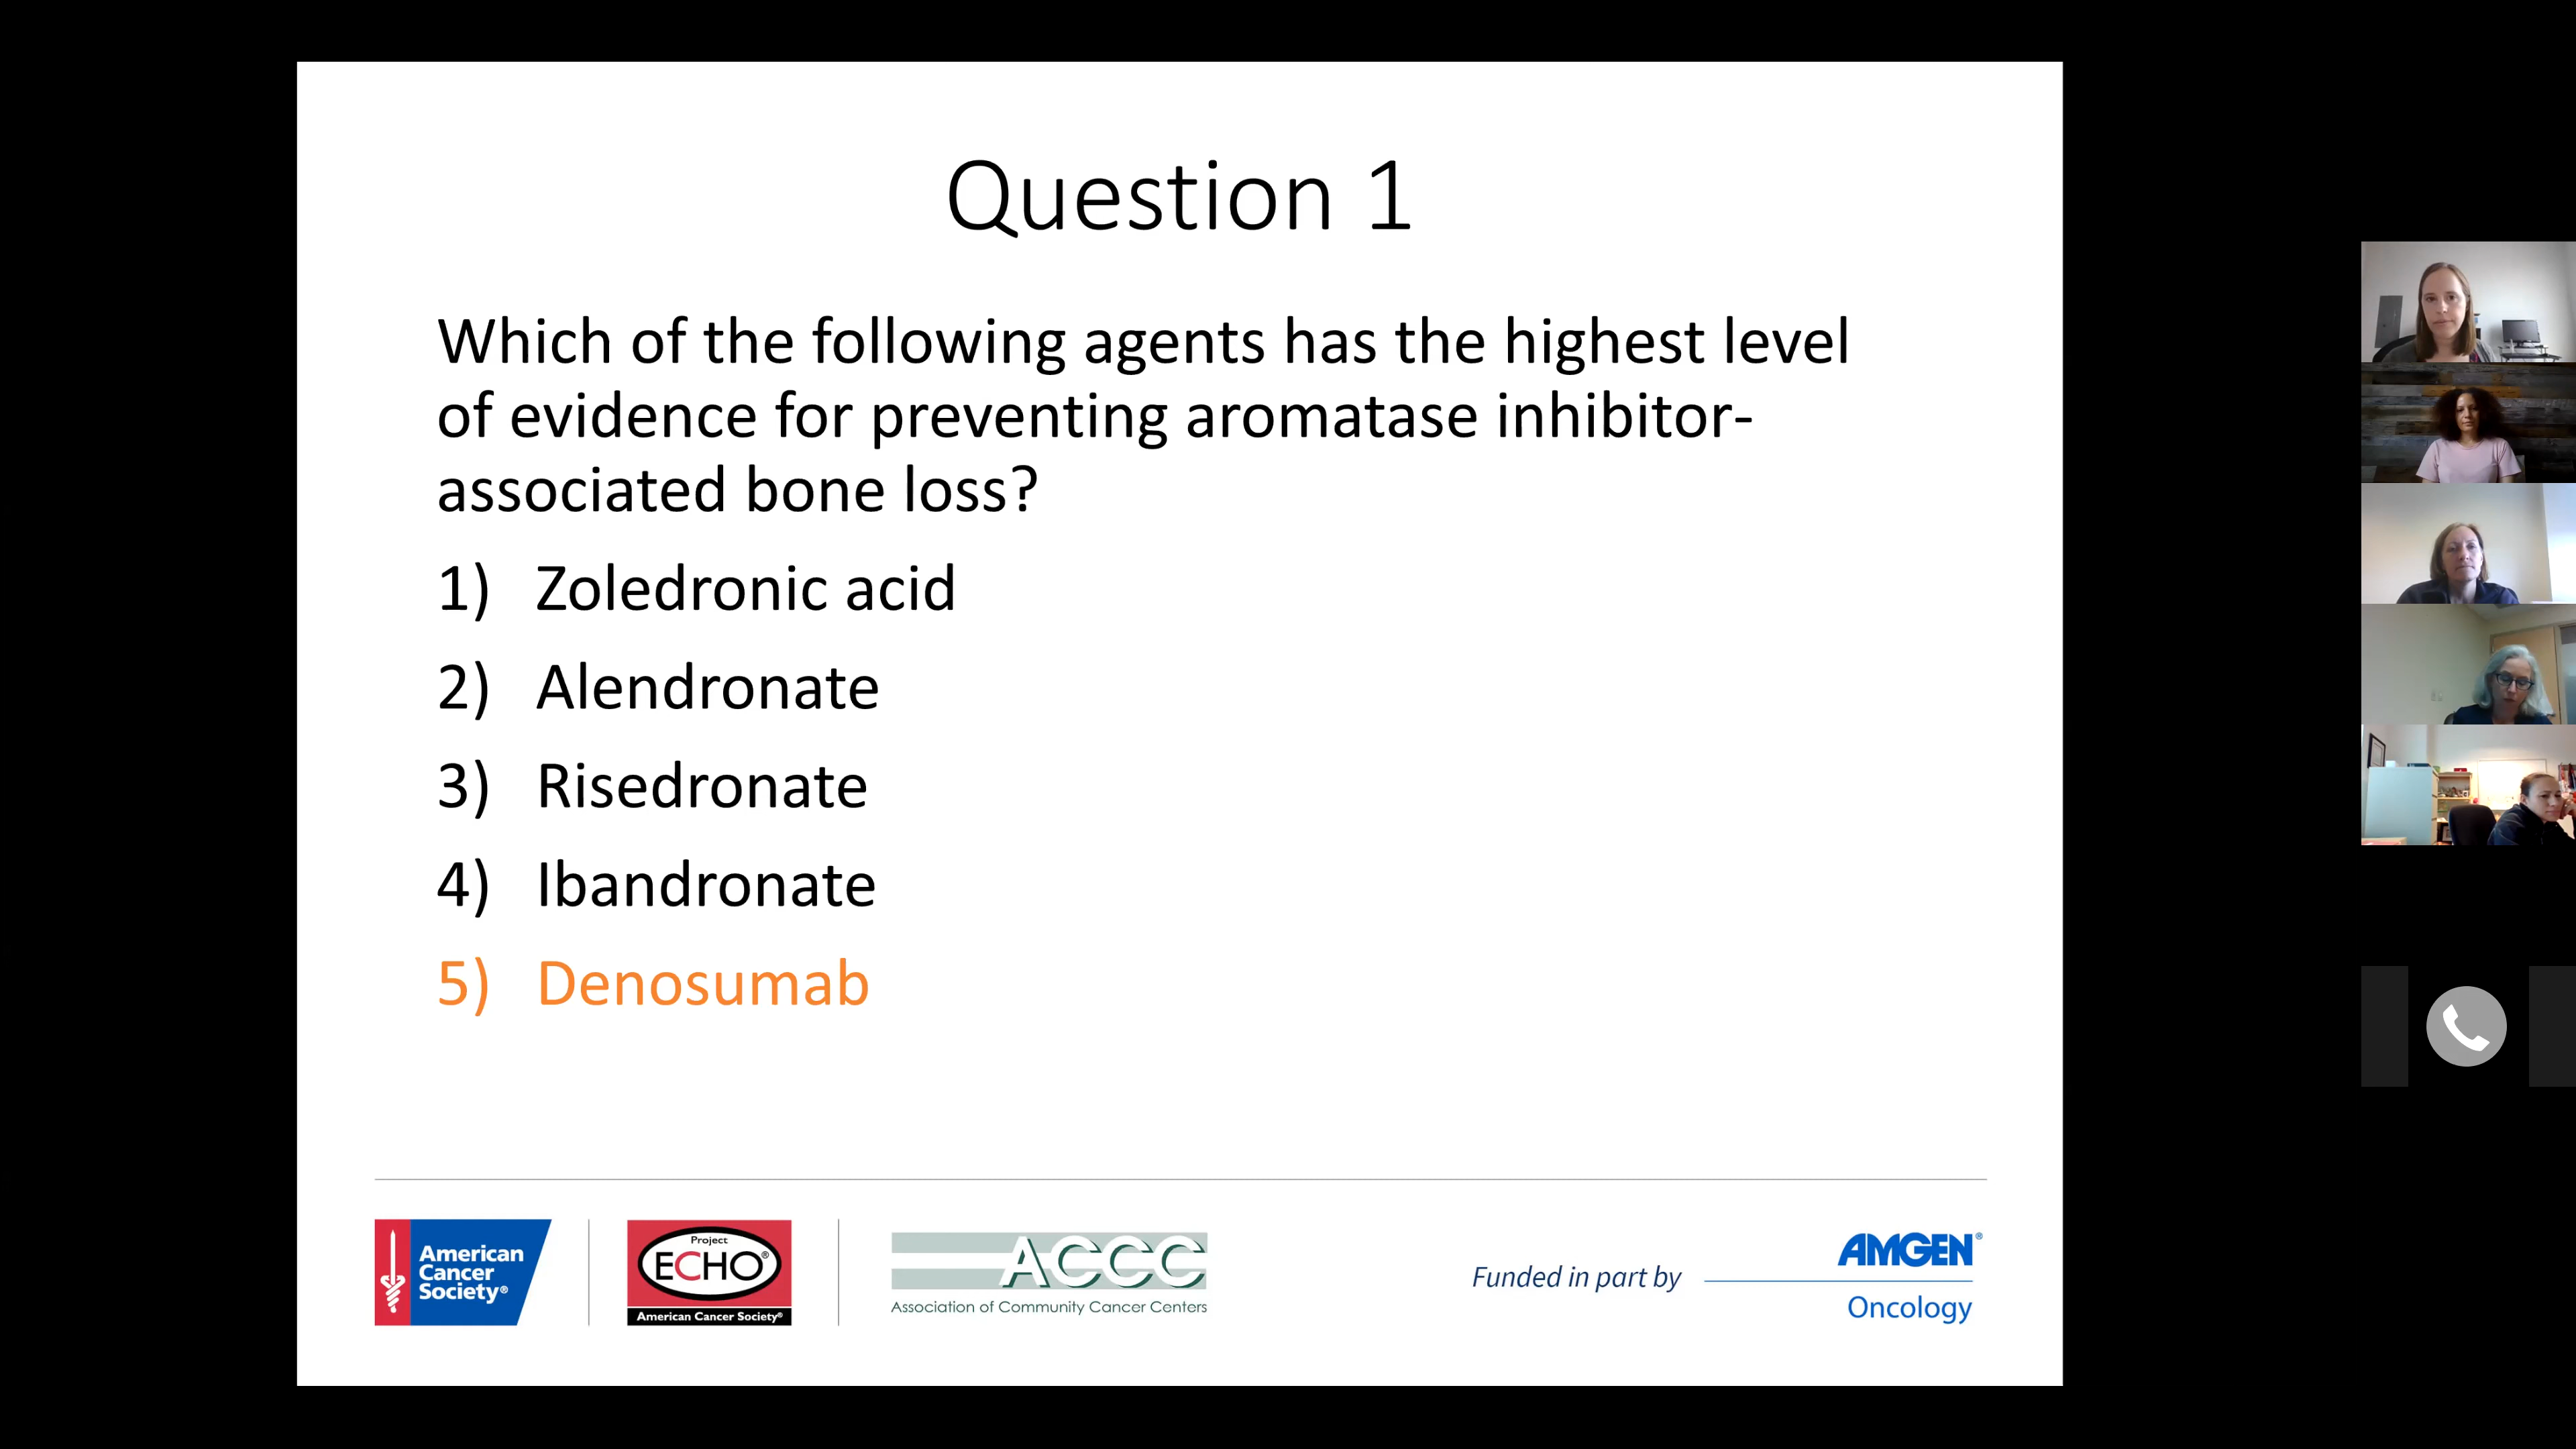 Question 1
Which of the following agents has the highest level
of evidence for preventing aromatase inhibitor-
associated bone loss?
1) Zoledronic acid
2) Alendronate
3) Risedronate
4) Ibandronate
5) Denosumab
American
Cancer
Society®
Project
ECHO®
American Cancer Society®
ACCC
Association of Community Cancer Centers
Funded in part by
AMGEN®
Oncology